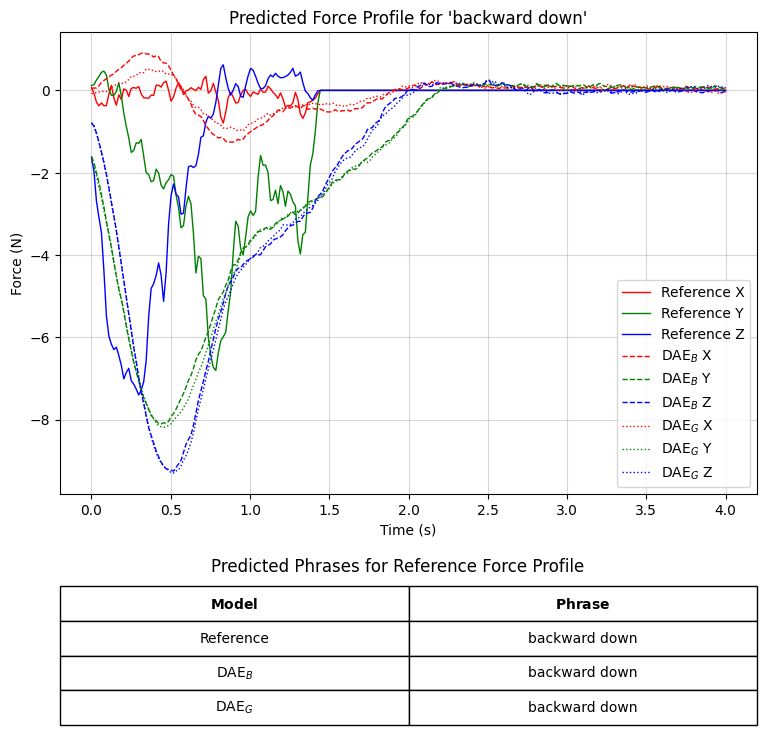 Predicted Force Profile for 'backward down'
Force (N)
0
−2
−4
−6
−8
Reference X
Reference Y
Reference Z
DAE_B X
DAE_B Y
DAE_B Z
DAE_G X
DAE_G Y
DAE_G Z
0.0 0.5 1.0 1.5 2.0 2.5 3.0 3.5 4.0
Time (s)
Predicted Phrases for Reference Force Profile
Model Phrase
Reference backward down
DAE_B backward down
DAE_G backward down